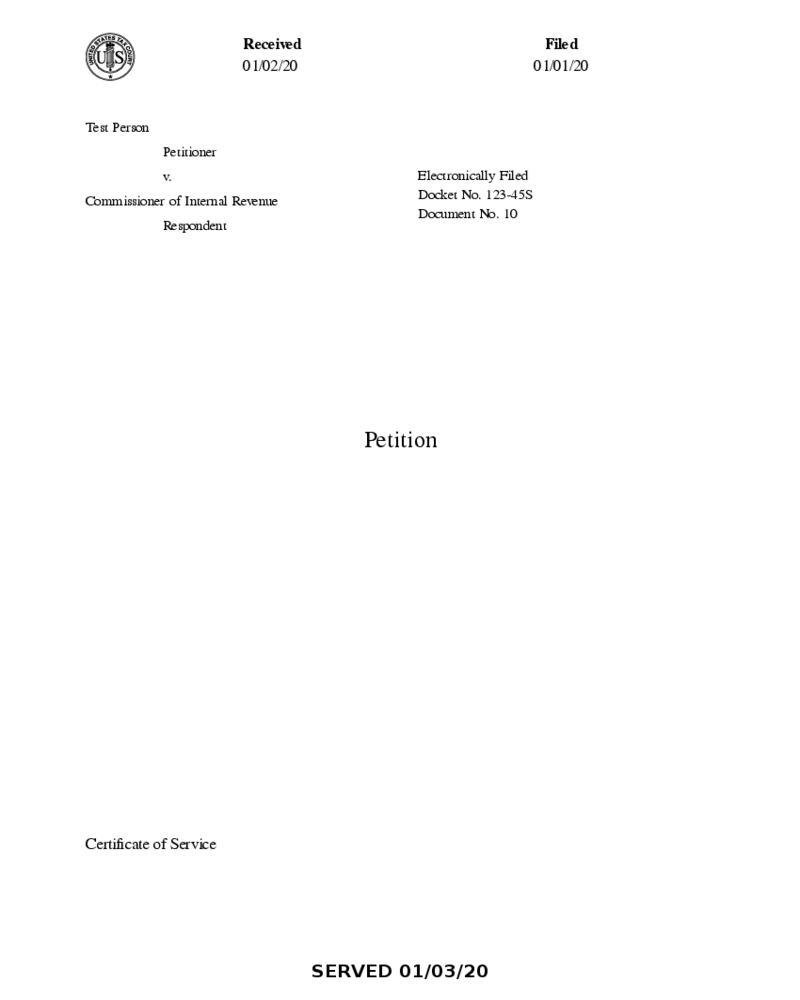 UNITED STATES TAX COURT
US
Received
01/02/20
Filed
01/01/20
Test Person
Petitioner
v.
Commissioner of Internal Revenue
Respondent
Electronically Filed
Docket No. 123-45S
Document No. 10
Petition
Certificate of Service
SERVED 01/03/20